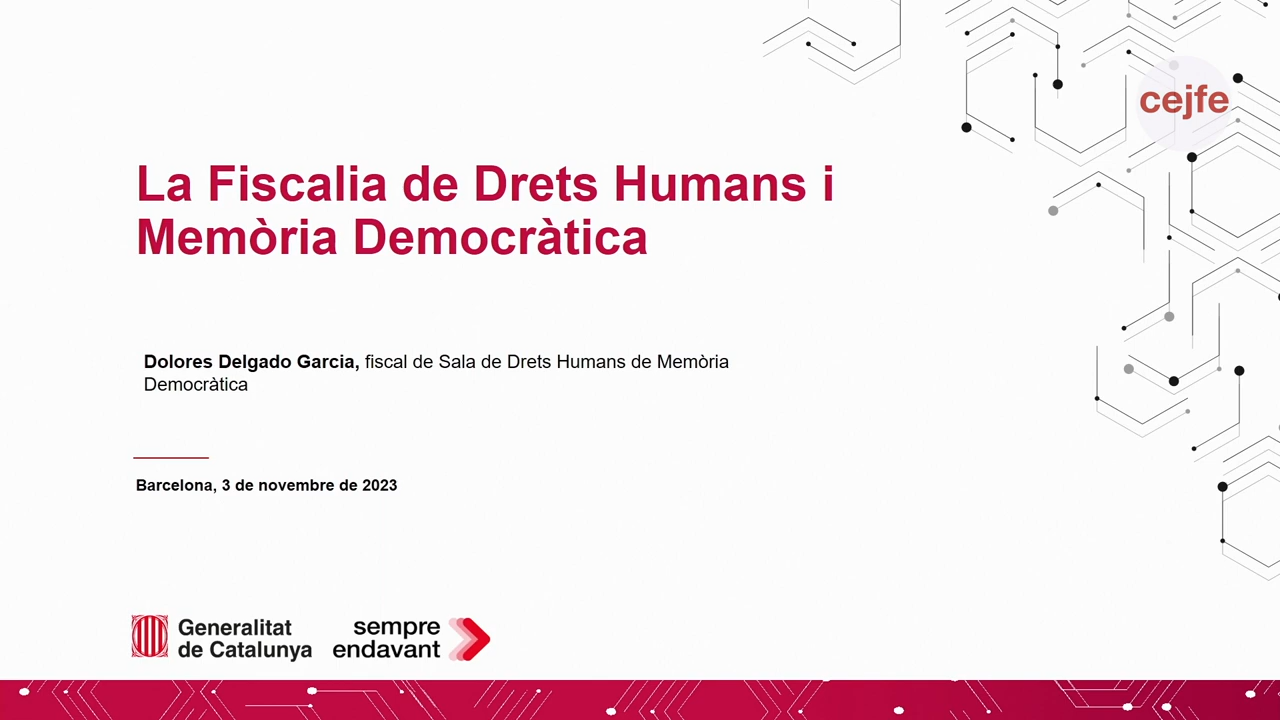 cejfe
La Fiscalia de Drets Humans i
Memòria Democràtica
Dolores Delgado Garcia, fiscal de Sala de Drets Humans de Memòria
Democràtica
Barcelona, 3 de novembre de 2023
Generalitat
de Catalunya
sempre
endavant